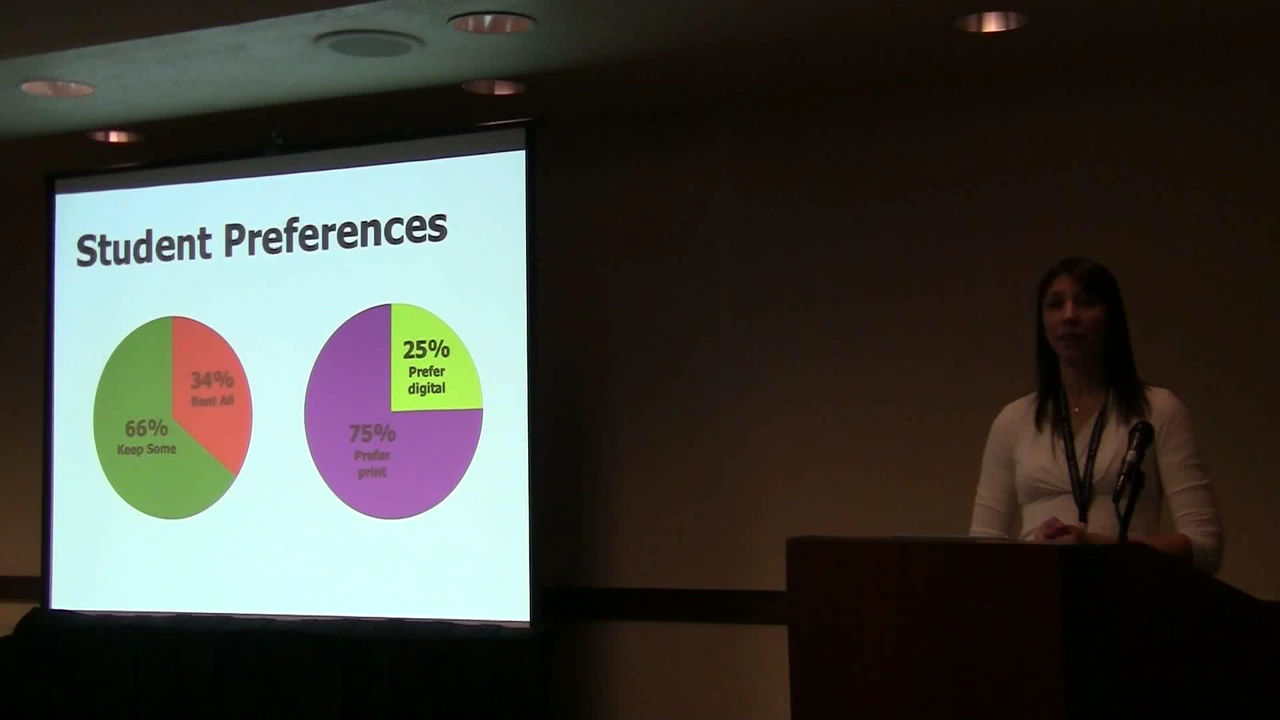 Student Preferences
34%
Rent All
66%
Keep Some
25%
Prefer
digital
75%
Prefer
print